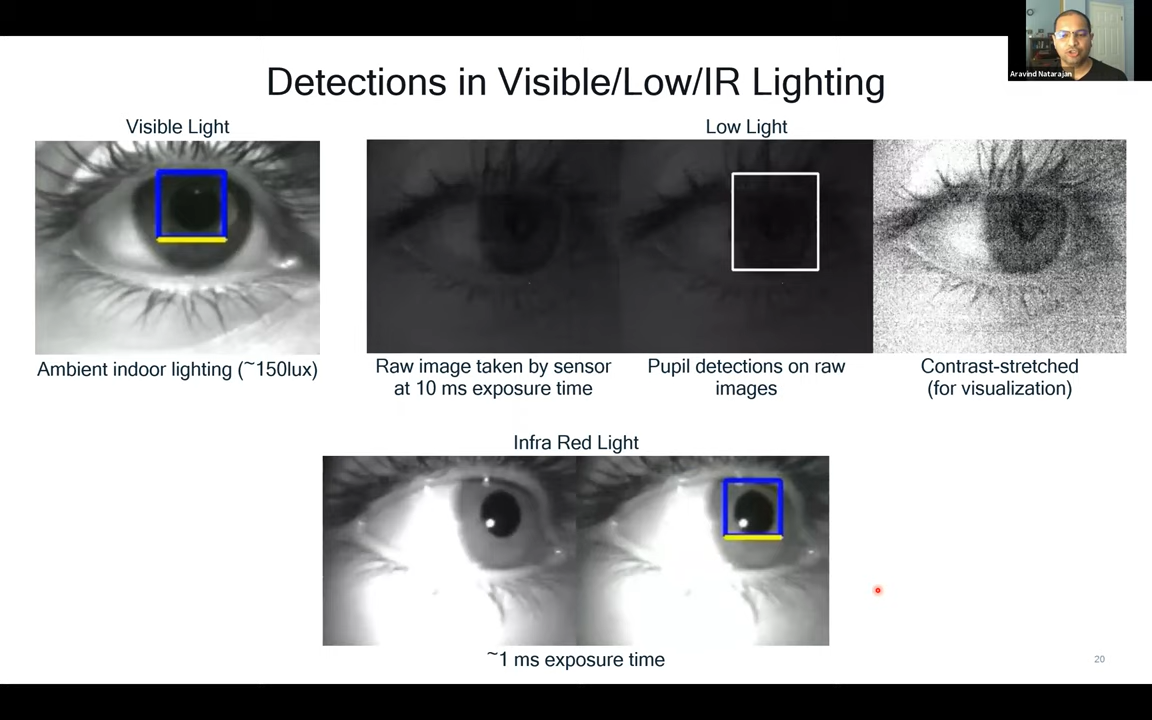 Aravind Natarajan
Detections in Visible/Low/IR Lighting
Visible Light
Ambient indoor lighting (~150lux)
Low Light
Raw image taken by sensor
at 10 ms exposure time
Pupil detections on raw
images
Contrast-stretched
(for visualization)
Infra Red Light
~1 ms exposure time
20